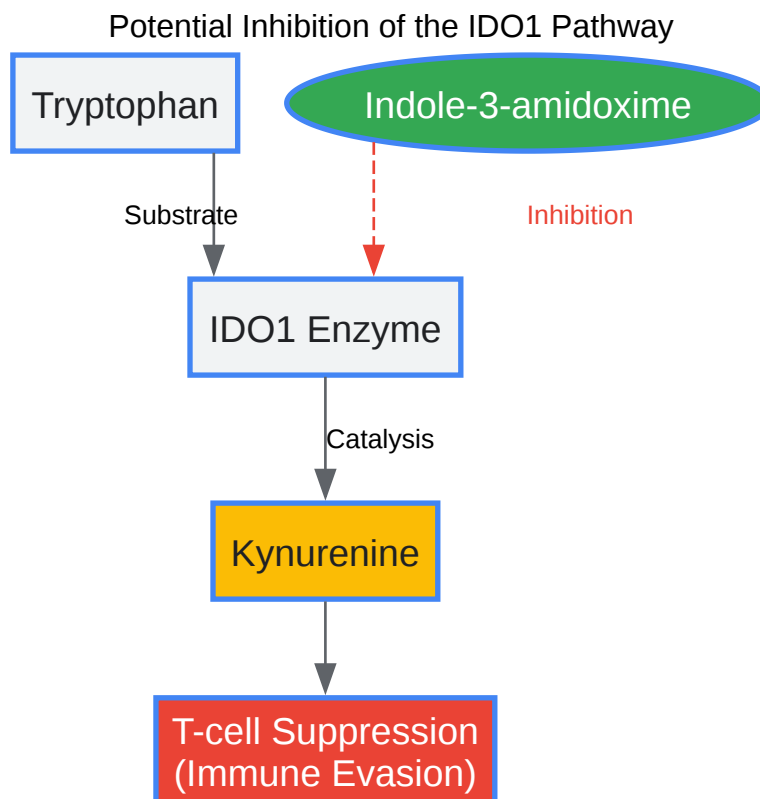 Potential Inhibition of the IDO1 Pathway
Tryptophan
Indole-3-amidoxime
Substrate
Inhibition
IDO1 Enzyme
Catalysis
Kynurenine
T-cell Suppression
(Immune Evasion)